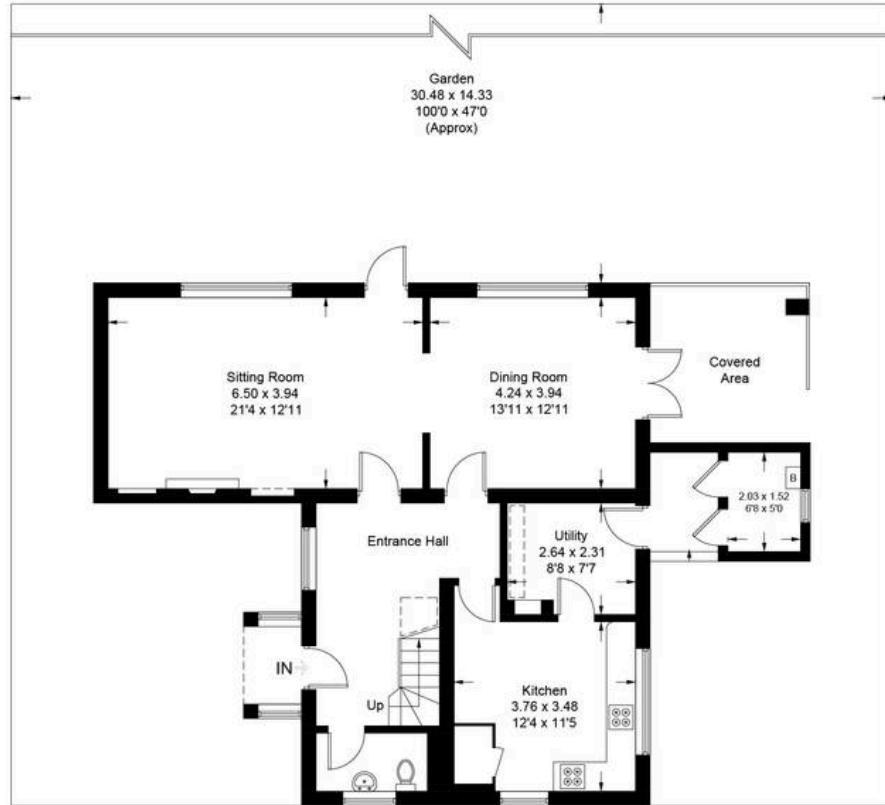 Garden
30.48 x 14.33
100'0 x 47'0
(Approx)
Sitting Room
6.50 x 3.94
21'4 x 12'11
Dining Room
4.24 x 3.94
13'11 x 12'11
Covered
Area
B
2.03 x 1.52
6'8 x 5'0
Entrance Hall
Utility
2.64 x 2.31
8'8 x 7'7
IN
Up
Kitchen
3.76 x 3.48
12'4 x 11'5